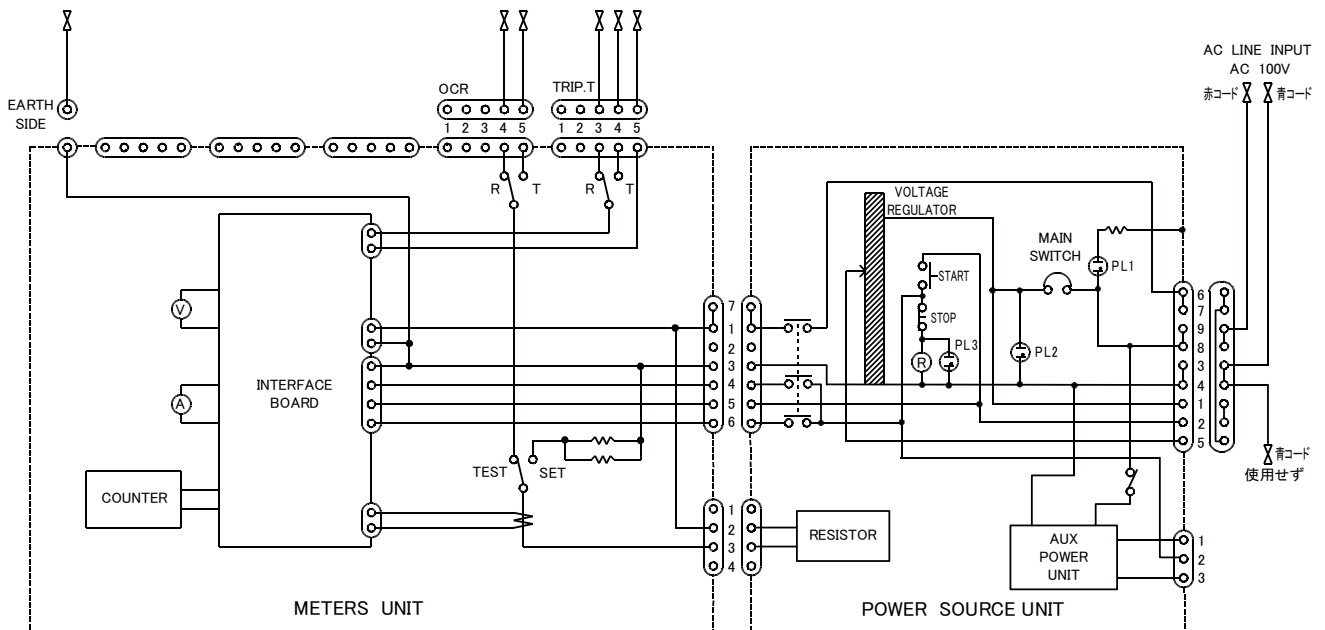 AC LINE INPUT
AC 100V
赤コード 青コード
OCR TRIP.T
EARTH
SIDE
1 2 3 4 5 1 2 3 4 5
R T R T
VOLTAGE
REGULATOR
MAIN
SWITCH
PL1
START
STOP
PL3
R
PL2
V
A
INTERFACE
BOARD
7
1
2
3
4
5
6
6
7
9
8
3
4
1
2
5
TEST SET
青コード
使用せず
COUNTER
1
2
3
4
RESISTOR
AUX
POWER
UNIT
1
2
3
METERS UNIT
POWER SOURCE UNIT